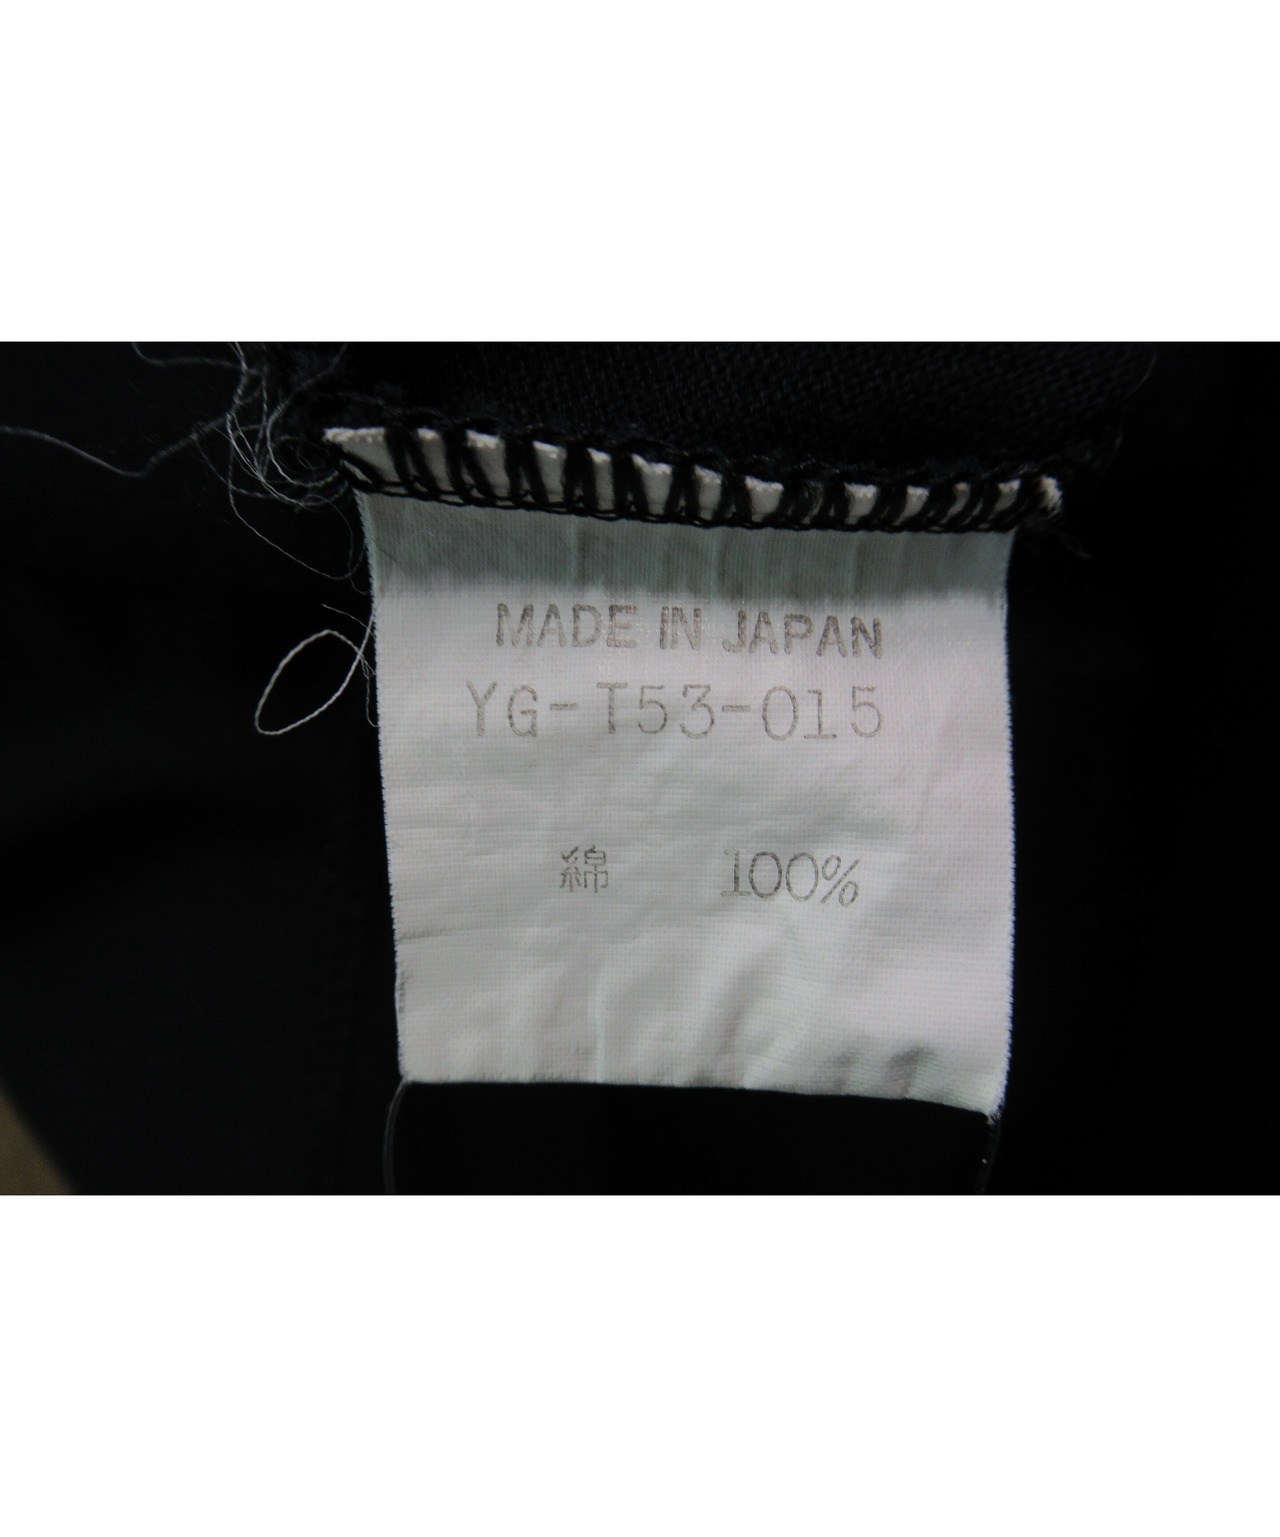 MADE IN JAPAN
YG-T53-015
綿 100%